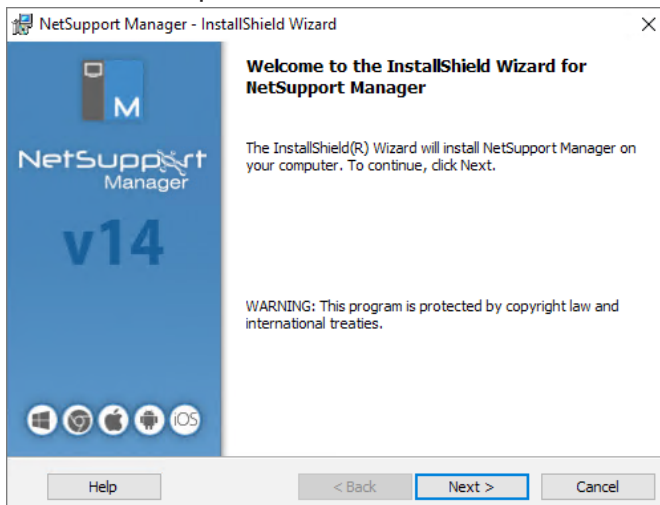 NetSupport Manager - InstallShield Wizard
M
NetSupport
Manager
v14
iOS
Welcome to the InstallShield Wizard for
NetSupport Manager
The InstallShield(R) Wizard will install NetSupport Manager on
your computer. To continue, click Next.
WARNING: This program is protected by copyright law and
international treaties.
Help
< Back
Next >
Cancel